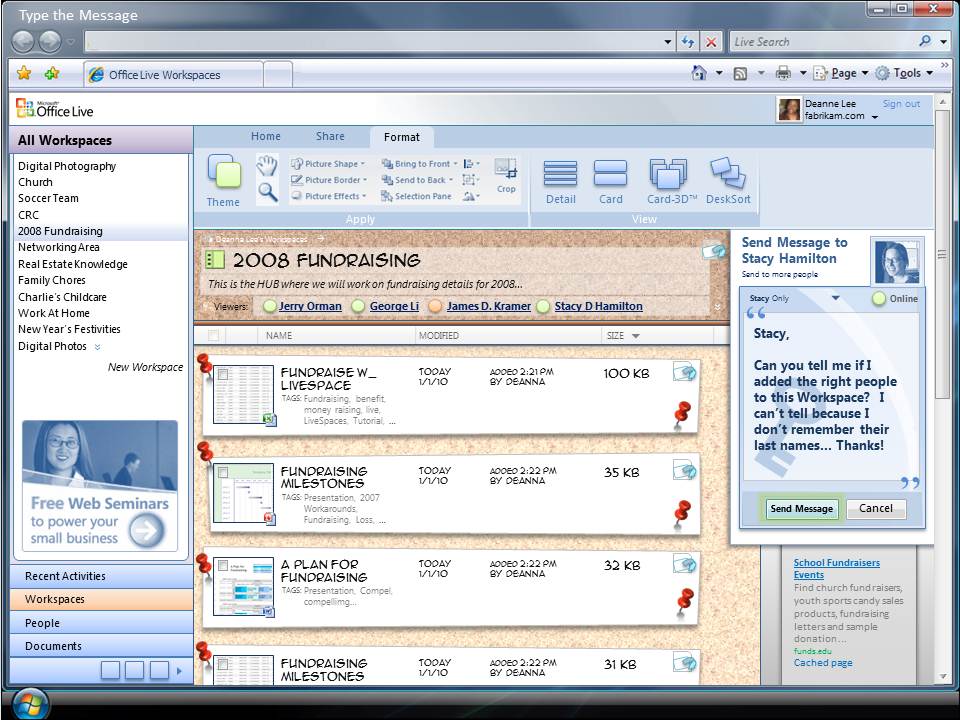 Type the Message
Live Search
Office Live Workspaces
Page
Tools
Microsoft
Office Live
Deanne Lee
fabrikam.com
Sign out
All Workspaces
Digital Photography
Church
Soccer Team
CRC
2008 Fundraising
Networking Area
Real Estate Knowledge
Family Chores
Charlie's Childcare
Work At Home
New Year's Festivities
Digital Photos
New Workspace
Free Web Seminars
to power your
small business
Recent Activities
Workspaces
People
Documents
Home Share Format
Theme
Picture Shape
Picture Border
Picture Effects
Bring to Front
Send to Back
Selection Pane
Crop
Apply
Detail Card Card-3D™ DeskSort
View
Deanna Lee's Workspaces
2008 FUNDRAISING
This is the HUB where we will work on fundraising details for 2008...
Viewers: Jerry Orman George Li James D. Kramer Stacy D Hamilton
NAME MODIFIED SIZE
FUNDRAISE W_
LIVESPACE
TAGS: Fundraising, benefit,
money raising, live,
LiveSpaces, Tutorial, ...
TODAY
1/1/10
ADDED 2:21 PM
BY DEANNA
100 KB
FUNDRAISING
MILESTONES
TAGS: Presentation, 2007
Workarounds,
Fundraising, Loss, ...
TODAY
1/1/10
ADDED 2:22 PM
BY DEANNA
35 KB
A PLAN FOR
FUNDRAISING
TAGS: Presentation, Compel,
compellimg...
TODAY
1/1/10
ADDED 2:22 PM
BY DEANNA
32 KB
FUNDRAISING
MILESTONES
TODAY
1/1/10
ADDED 2:22 PM
BY DEANNA
31 KB
Send Message to
Stacy Hamilton
Send to more people
Stacy Only
Online
Stacy,
Can you tell me if I
added the right people
to this Workspace? I
can't tell because I
don't remember their
last names... Thanks!
Send Message Cancel
School Fundraisers
Events
Find church fundraisers,
youth sports candy sales
products, fundraising
letters and sample
donation ...
funds.edu
Cached page